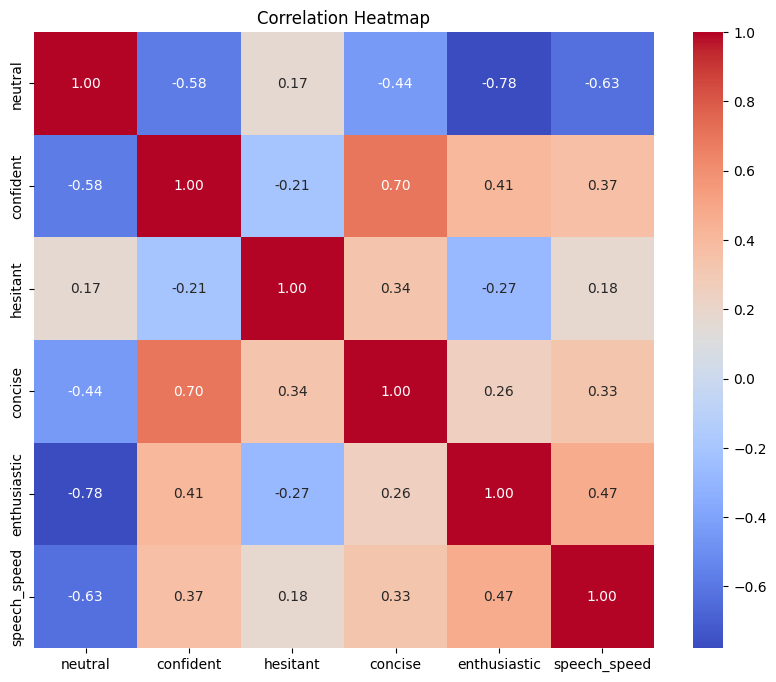 Correlation Heatmap
neutral 1.00 -0.58 0.17 -0.44 -0.78 -0.63
confident -0.58 1.00 -0.21 0.70 0.41 0.37
hesitant 0.17 -0.21 1.00 0.34 -0.27 0.18
concise -0.44 0.70 0.34 1.00 0.26 0.33
enthusiastic -0.78 0.41 -0.27 0.26 1.00 0.47
speech_speed -0.63 0.37 0.18 0.33 0.47 1.00
neutral confident hesitant concise enthusiastic speech_speed
1.0
0.8
0.6
0.4
0.2
0.0
−0.2
−0.4
−0.6